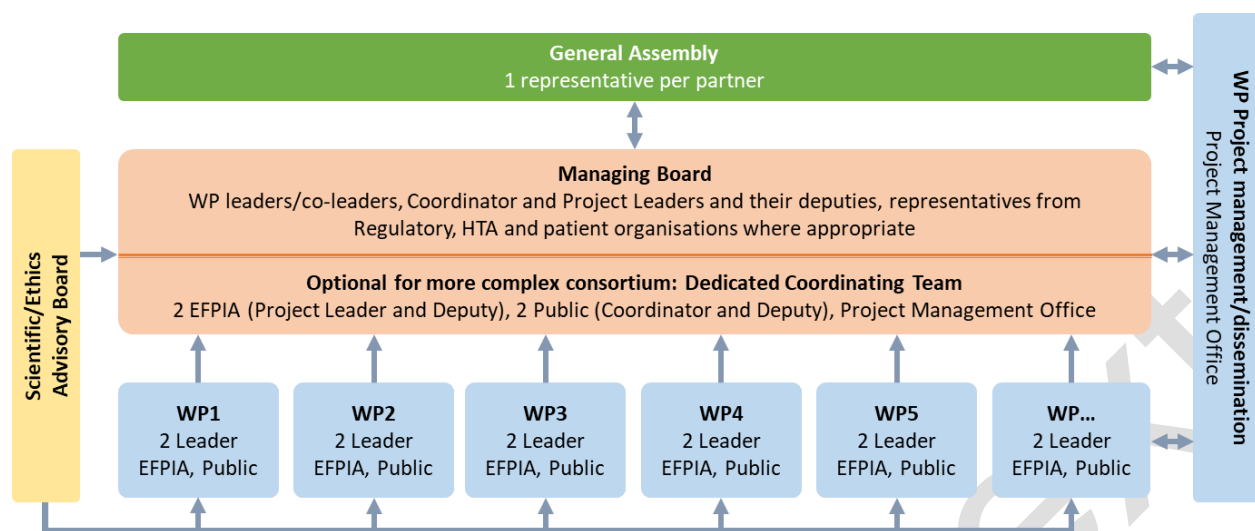 General Assembly
1 representative per partner
Managing Board
WP leaders/co-leaders, Coordinator and Project Leaders and their deputies, representatives from
Regulatory, HTA and patient organisations where appropriate
Optional for more complex consortium: Dedicated Coordinating Team
2 EFPIA (Project Leader and Deputy), 2 Public (Coordinator and Deputy), Project Management Office
Scientific/Ethics
Advisory Board
WP1
2 Leader
EFPIA, Public
WP2
2 Leader
EFPIA, Public
WP3
2 Leader
EFPIA, Public
WP4
2 Leader
EFPIA, Public
WP5
2 Leader
EFPIA, Public
WP...
2 Leader
EFPIA, Public
WP Project management/dissemination
Project Management Office